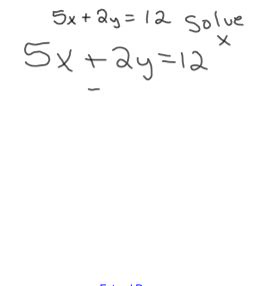 5x + 2y = 12 Solve
x
5x + 2y = 12
-